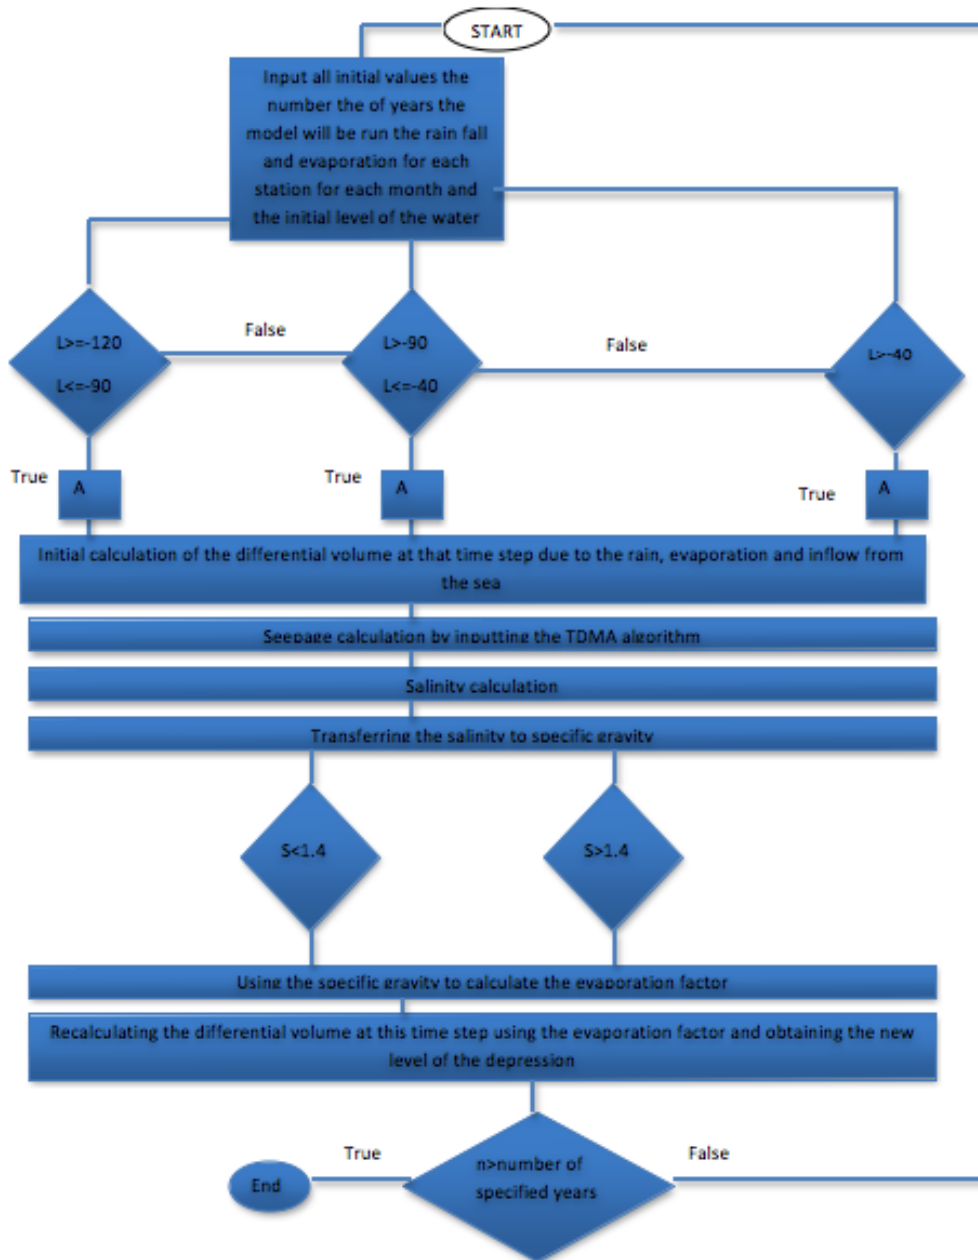 START
Input all initial values the
number the of years the
model will be run the rain fall
and evaporation for each
station for each month and
the initial level of the water
L>=-120
L<=-90
False
L>-90
L<=-40
False
L>-40
True
A
True
A
True
A
Initial calculation of the differential volume at that time step due to the rain, evaporation and inflow from
the sea
Seepage calculation by inputting the TDMA algorithm
Salinity calculation
Transferring the salinity to specific gravity
S<1.4
S>1.4
Using the specific gravity to calculate the evaporation factor
Recalculating the differential volume at this time step using the evaporation factor and obtaining the new
level of the depression
True
n>number of
specified years
False
End